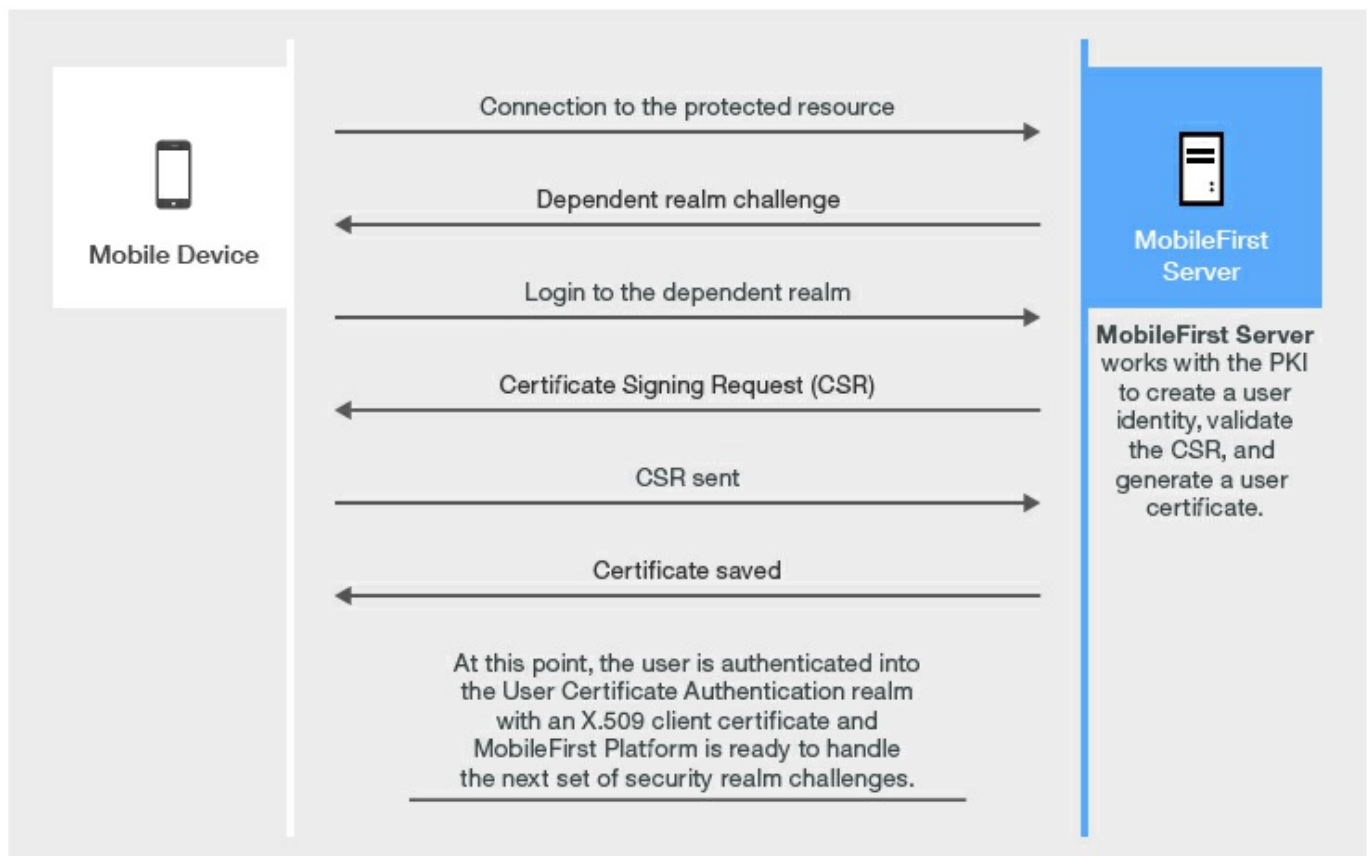 Connection to the protected resource
Dependent realm challenge
Mobile Device
MobileFirst
Server
Login to the dependent realm
MobileFirst Server
works with the PKI
to create a user
identity, validate
the CSR, and
generate a user
certificate.
Certificate Signing Request (CSR)
CSR sent
Certificate saved
At this point, the user is authenticated into
the User Certificate Authentication realm
with an X.509 client certificate and
MobileFirst Platform is ready to handle
the next set of security realm challenges.